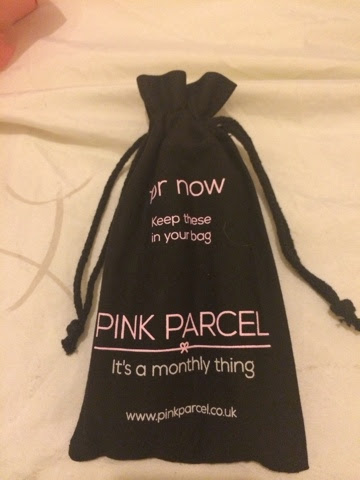 or now
Keep these
in your bag
PINK PARCEL
It's a monthly thing
www.pinkparcel.co.uk